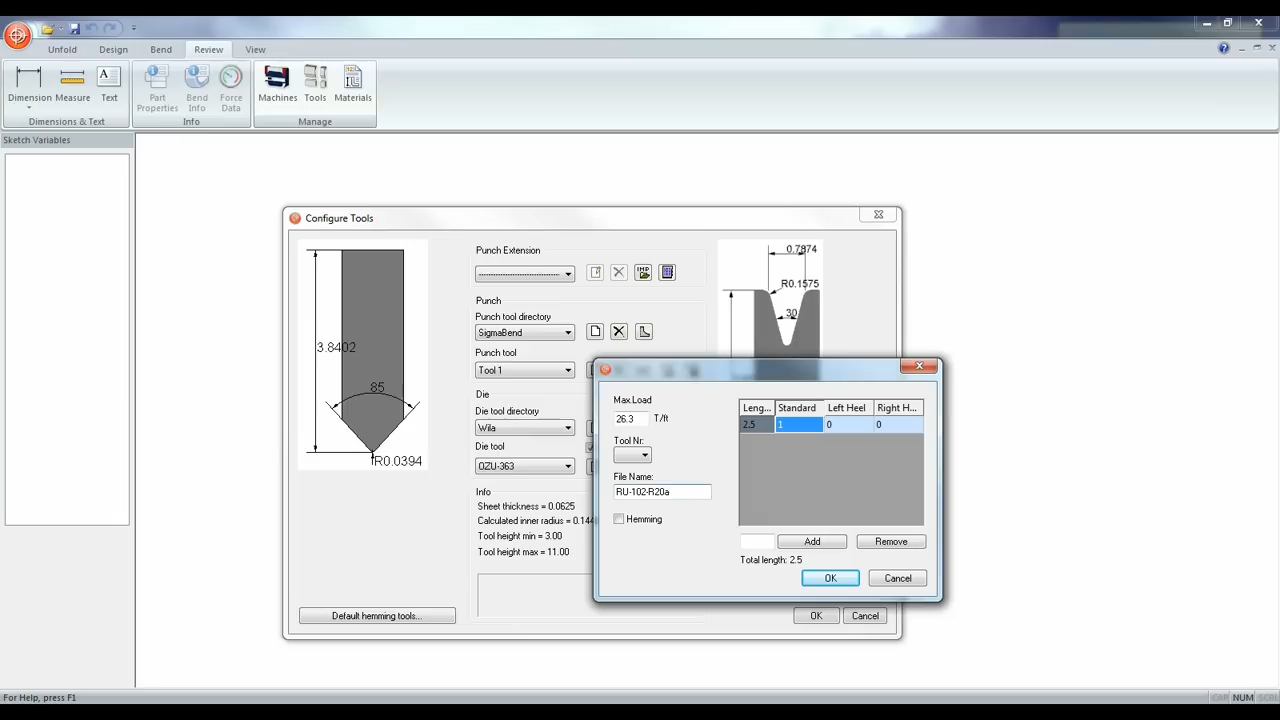 Unfold Design Bend Review View
Dimension Measure Text
Part Properties
Bend Info
Force Data
Machines Tools Materials
Dimensions & Text Info Manage
Sketch Variables
Configure Tools
3.8402
85
R0.0394
Punch Extension
Punch
Punch tool directory
SigmaBend
Punch tool
Tool 1
Die
Die tool directory
Wila
Die tool
OZU-363
Info
Sheet thickness = 0.0625
Calculated inner radius = 0.144
Tool height min = 3.00
Tool height max = 11.00
IMP
0.7874
R0.1575
30
Max.Load
26.3 T/ft
Tool Nr.
File Name:
RU-102-R20a
Hemming
Leng... Standard Left Heel Right H...
2.5 1 0 0
Add Remove
Total length: 2.5
OK Cancel
Default hemming tools... OK Cancel
For Help, press F1
CAP NUM SCRL